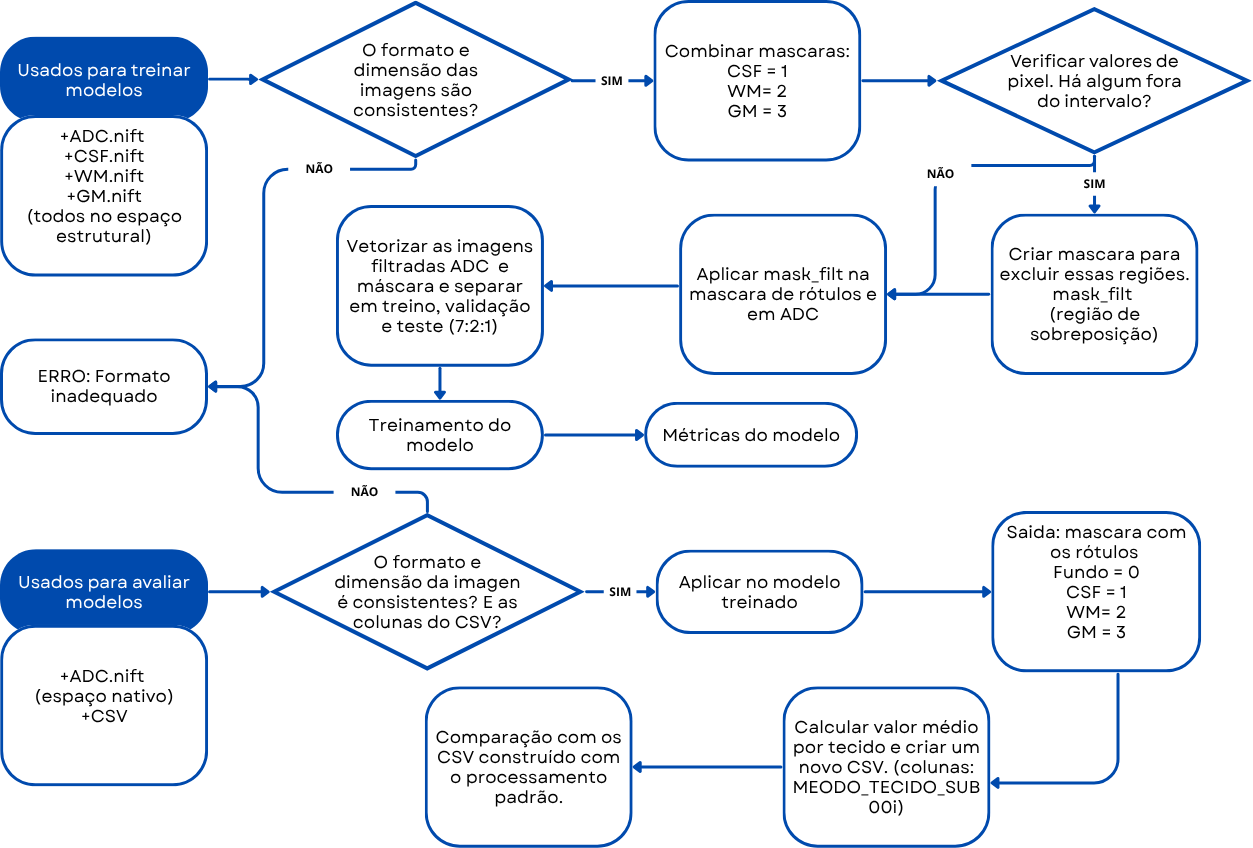 Usados para treinar
modelos
+ADC.nift
+CSF.nift
+WM.nift
+GM.nift
(todos no espaço
estrutural)
O formato e
dimensão das
imagens são
consistentes?
SIM
NÃO
Combinar mascaras:
CSF = 1
WM= 2
GM = 3
Verificar valores de
pixel. Há algum fora
do intervalo?
NÃO
SIM
Criar mascara para
excluir essas regiões.
mask_filt
(região de
sobreposição)
Aplicar mask_filt na
mascara de rótulos e
em ADC
Vetorizar as imagens
filtradas ADC e
máscara e separar
em treino, validação
e teste (7:2:1)
Treinamento do
modelo
Métricas do modelo
ERRO: Formato
inadequado
NÃO
Usados para avaliar
modelos
+ADC.nift
(espaço nativo)
+CSV
O formato e
dimensão da imagen
é consistentes? E as
colunas do CSV?
SIM
Aplicar no modelo
treinado
Saida: mascara com
os rótulos
Fundo = 0
CSF = 1
WM= 2
GM = 3
Calcular valor médio
por tecido e criar um
novo CSV. (colunas:
MEODO_TECIDO_SUB
00i)
Comparação com os
CSV construído com
o processamento
padrão.